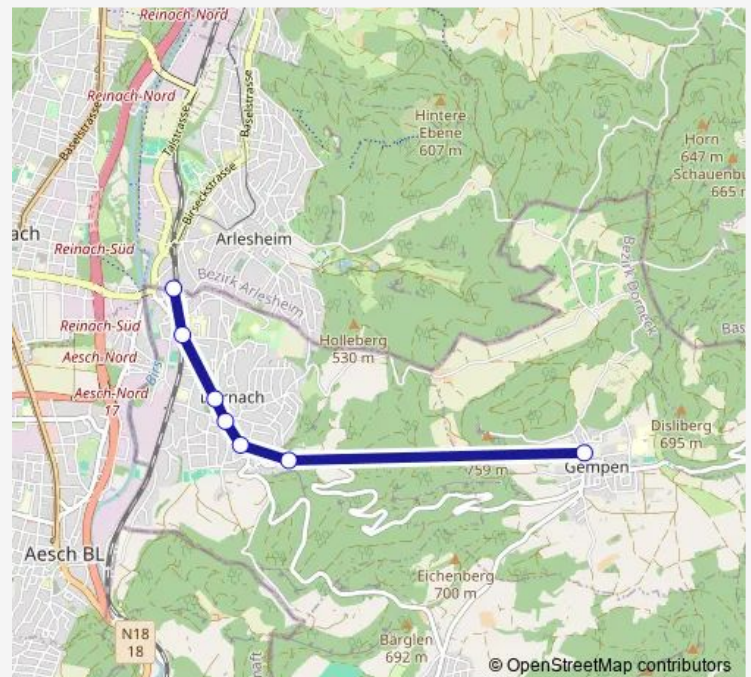 Reinach-Nord
Reinach-Nord
Baselstrasse
Talstrasse
Baselstrasse
Birseckstrasse
Hintere
Ebene
607 m
Horn
647 m
Schauenbu
665 m
ach
Reinach-Süd
Arlesheim
Bezirk Arlesheim
Bezirk Dorneck
Reinach-Süd
Holleberg
530 m
Bas
Aesch-Nord
Birs
Aesch-Nord
17
rnach
Disliberg
695 m
759 m
Gempen
Aesch BL
Eichenberg
700 m
N18
18
Bärglen
692 m
haft
© OpenStreetMap contributors